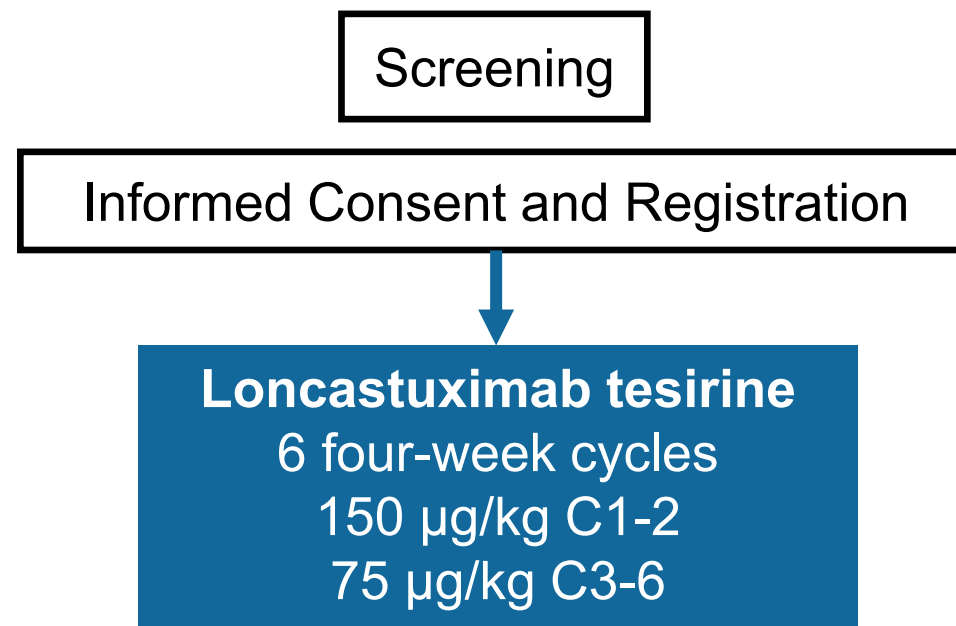 Screening
Informed Consent and Registration
Loncastuximab tesirine
6 four-week cycles
150 µg/kg C1-2
75 µg/kg C3-6